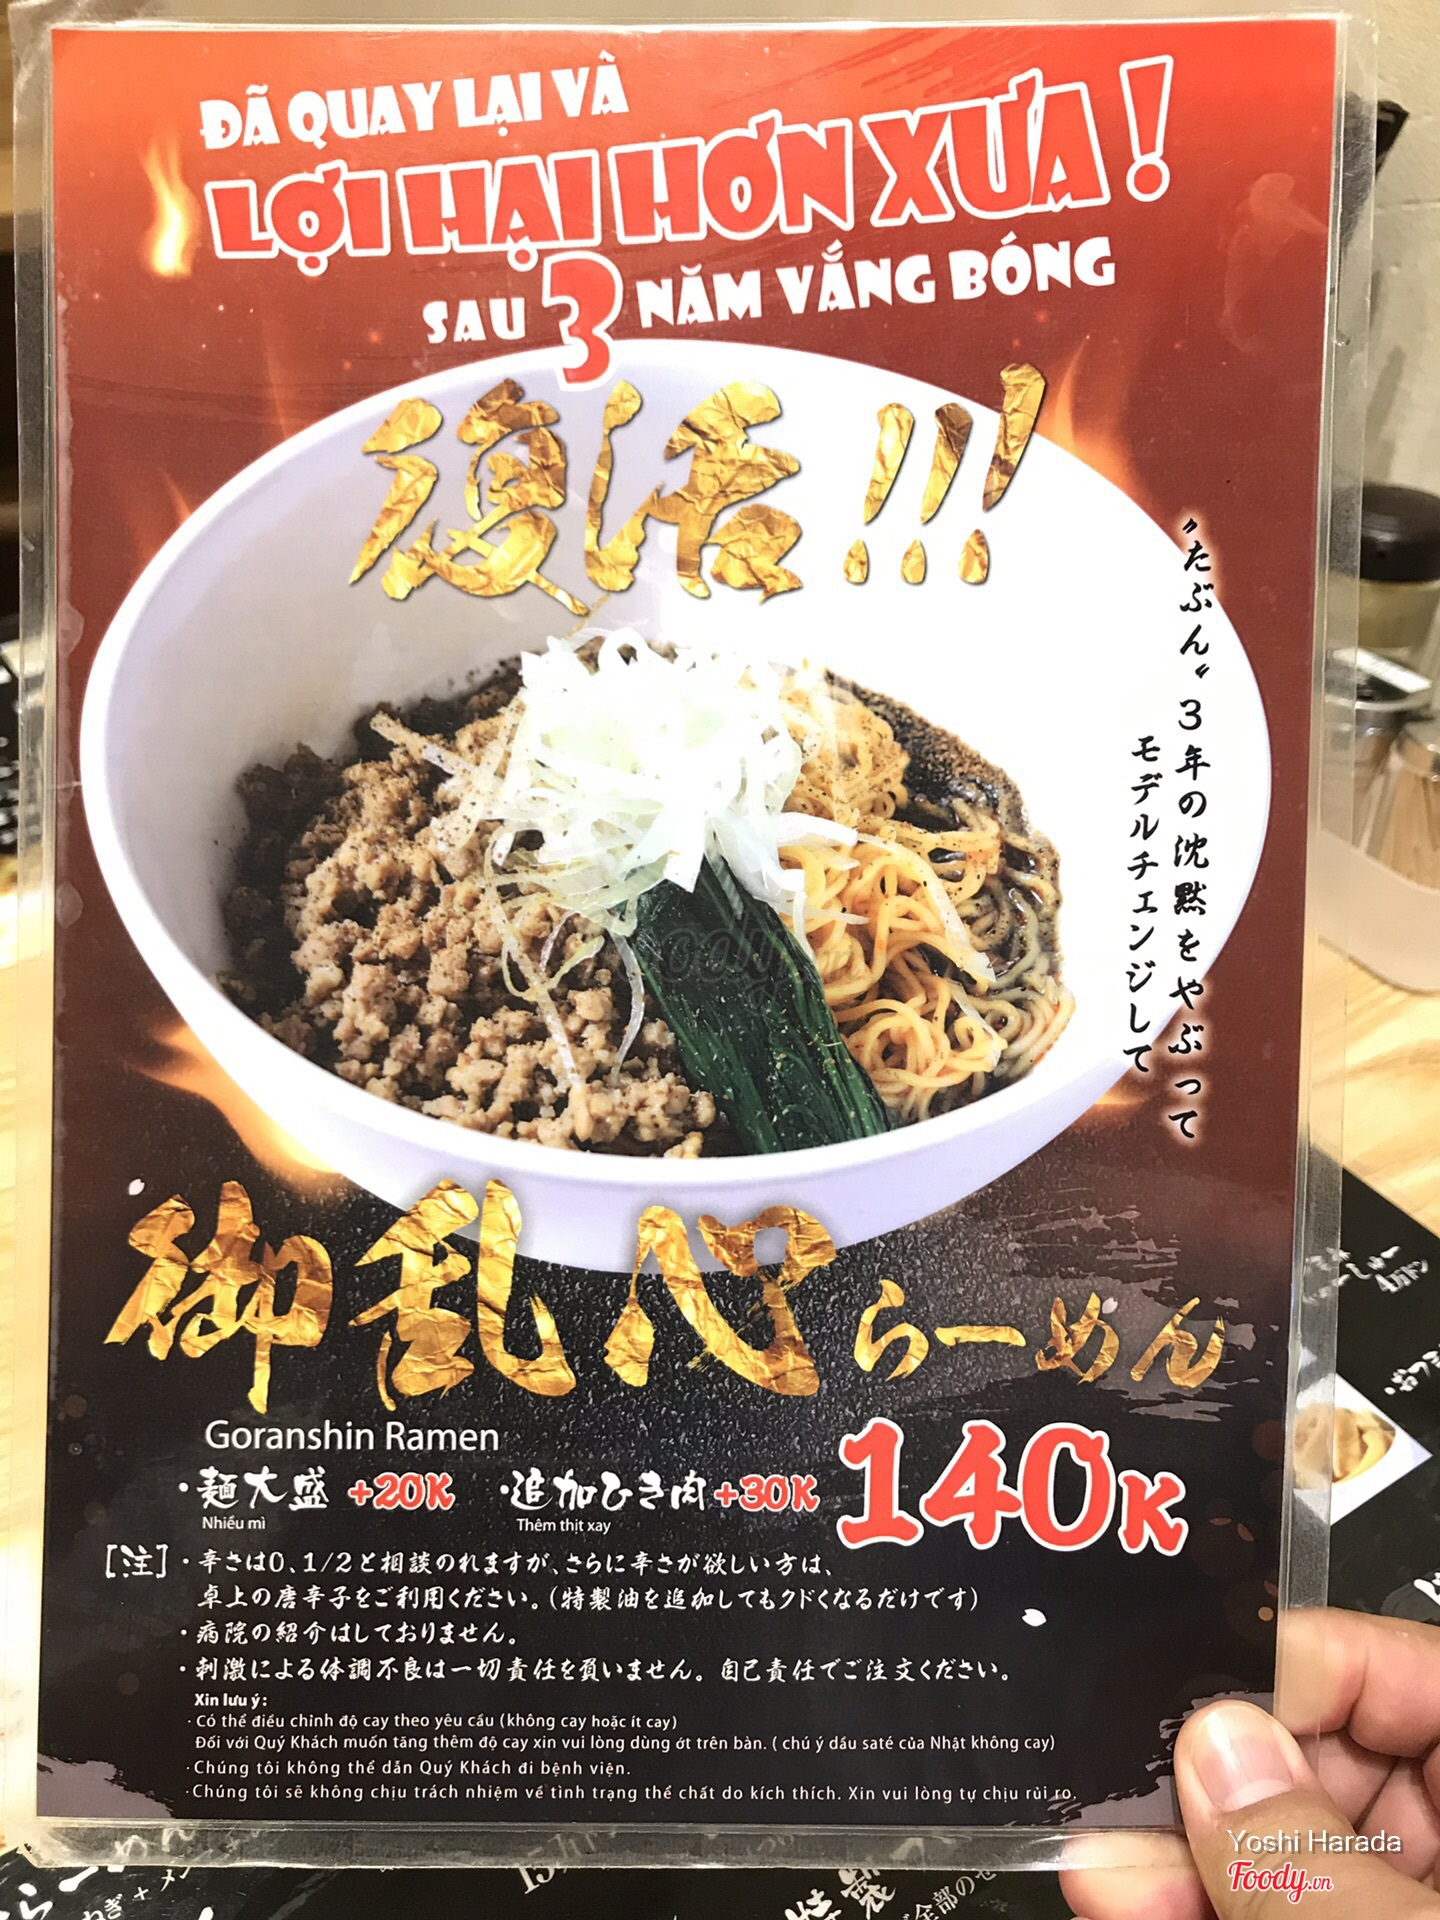 ĐÃ QUAY LẠI VÀ
LỢI HẠI HƠN XƯA!
SAU 3 NĂM VẮNG BÓNG
復活!!!
〝たぶん〟3年の沈黙をやぶって
モデルチェンジして
御乱心らーめん
Goranshin Ramen
140K
・麺大盛 +20K ・追加ひき肉+30K
Nhiều mì Thêm thịt xay
[注]・辛さは0、1/2と相談のれますが、さらに辛さが欲しい方は、
卓上の唐辛子をご利用ください。(特製油を追加してもクドくなるだけです)
・病院の紹介はしておりません。
・刺激による体調不良は一切責任を負いません。自己責任でご注文ください。
Xin lưu ý:
· Có thể điều chỉnh độ cay theo yêu cầu (không cay hoặc ít cay)
Đối với Quý Khách muốn tăng thêm độ cay xin vui lòng dùng ớt trên bàn. ( chú ý dầu saté của Nhật không cay)
· Chúng tôi không thể dẫn Quý Khách đi bệnh viện.
· Chúng tôi sẽ không chịu trách nhiệm về tình trạng thể chất do kích thích. Xin vui lòng tự chịu rủi ro.
Yoshi Harada
Foody.vn